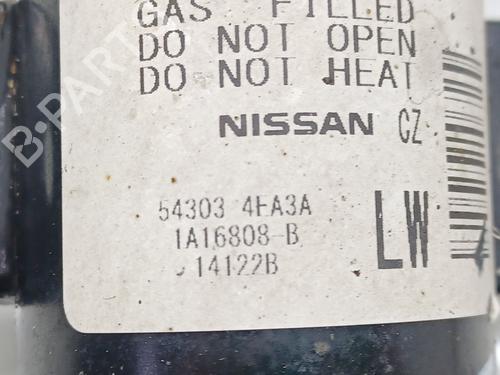 GAS FILLED
DO NOT OPEN
DO NOT HEAT
NISSAN CZ
54303 4EA3A
1A16808-B
14122B
LW
B-PARTS